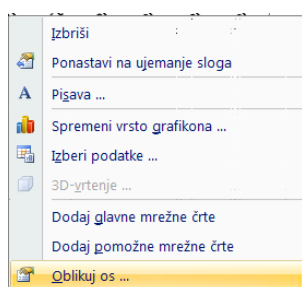 Izbriši
Ponastavi na ujemanje sloga
Pisava ...
Spremeni vrsto grafikona ...
Izberi podatke ...
3D-vrtenje ...
Dodaj glavne mrežne črte
Dodaj pomožne mrežne črte
Oblikuj os ...